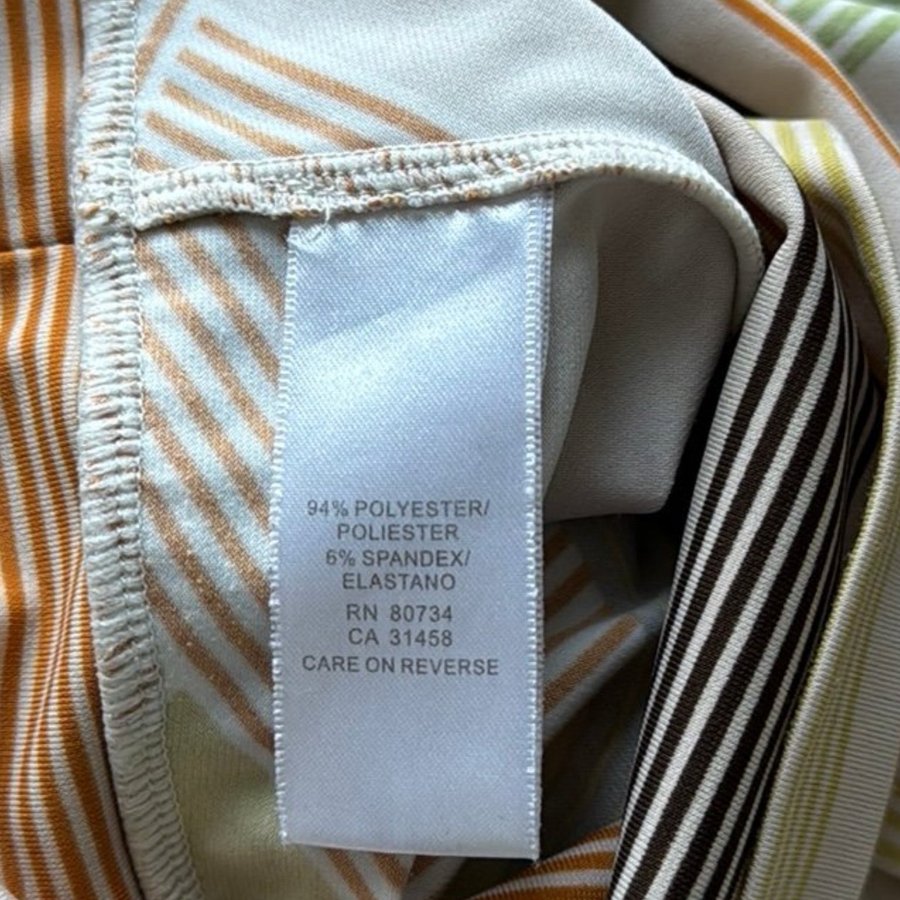 94% POLYESTER/
POLIESTER
6% SPANDEX/
ELASTANO
RN 80734
CA 31458
CARE ON REVERSE